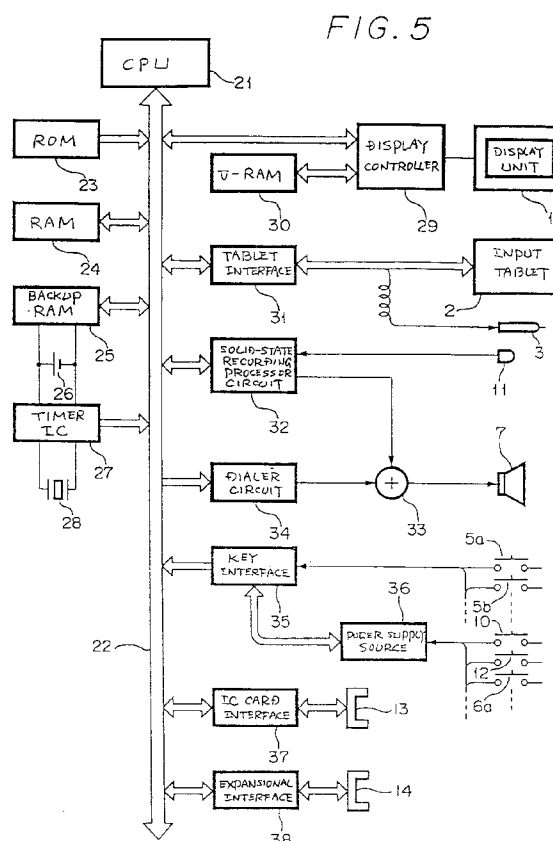 FIG. 5
CPU
21
ROM
23
DISPLAY
CONTROLLER
29
DISPLAY
UNIT
1
V-RAM
30
RAM
24
TABLET
INTERFACE
31
INPUT
TABLET
2
3
BACKUP
RAM
25
26
SOLID-STATE
RECORDING
PROCESSOR
CIRCUIT
32
11
TIMER
IC
27
28
DIALER
CIRCUIT
34
33
7
KEY
INTERFACE
35
5a
5b
36
POWER SUPPLY
SOURCE
10
12
6a
22
IC CARD
INTERFACE
37
13
EXPANSIONAL
INTERFACE
38
14